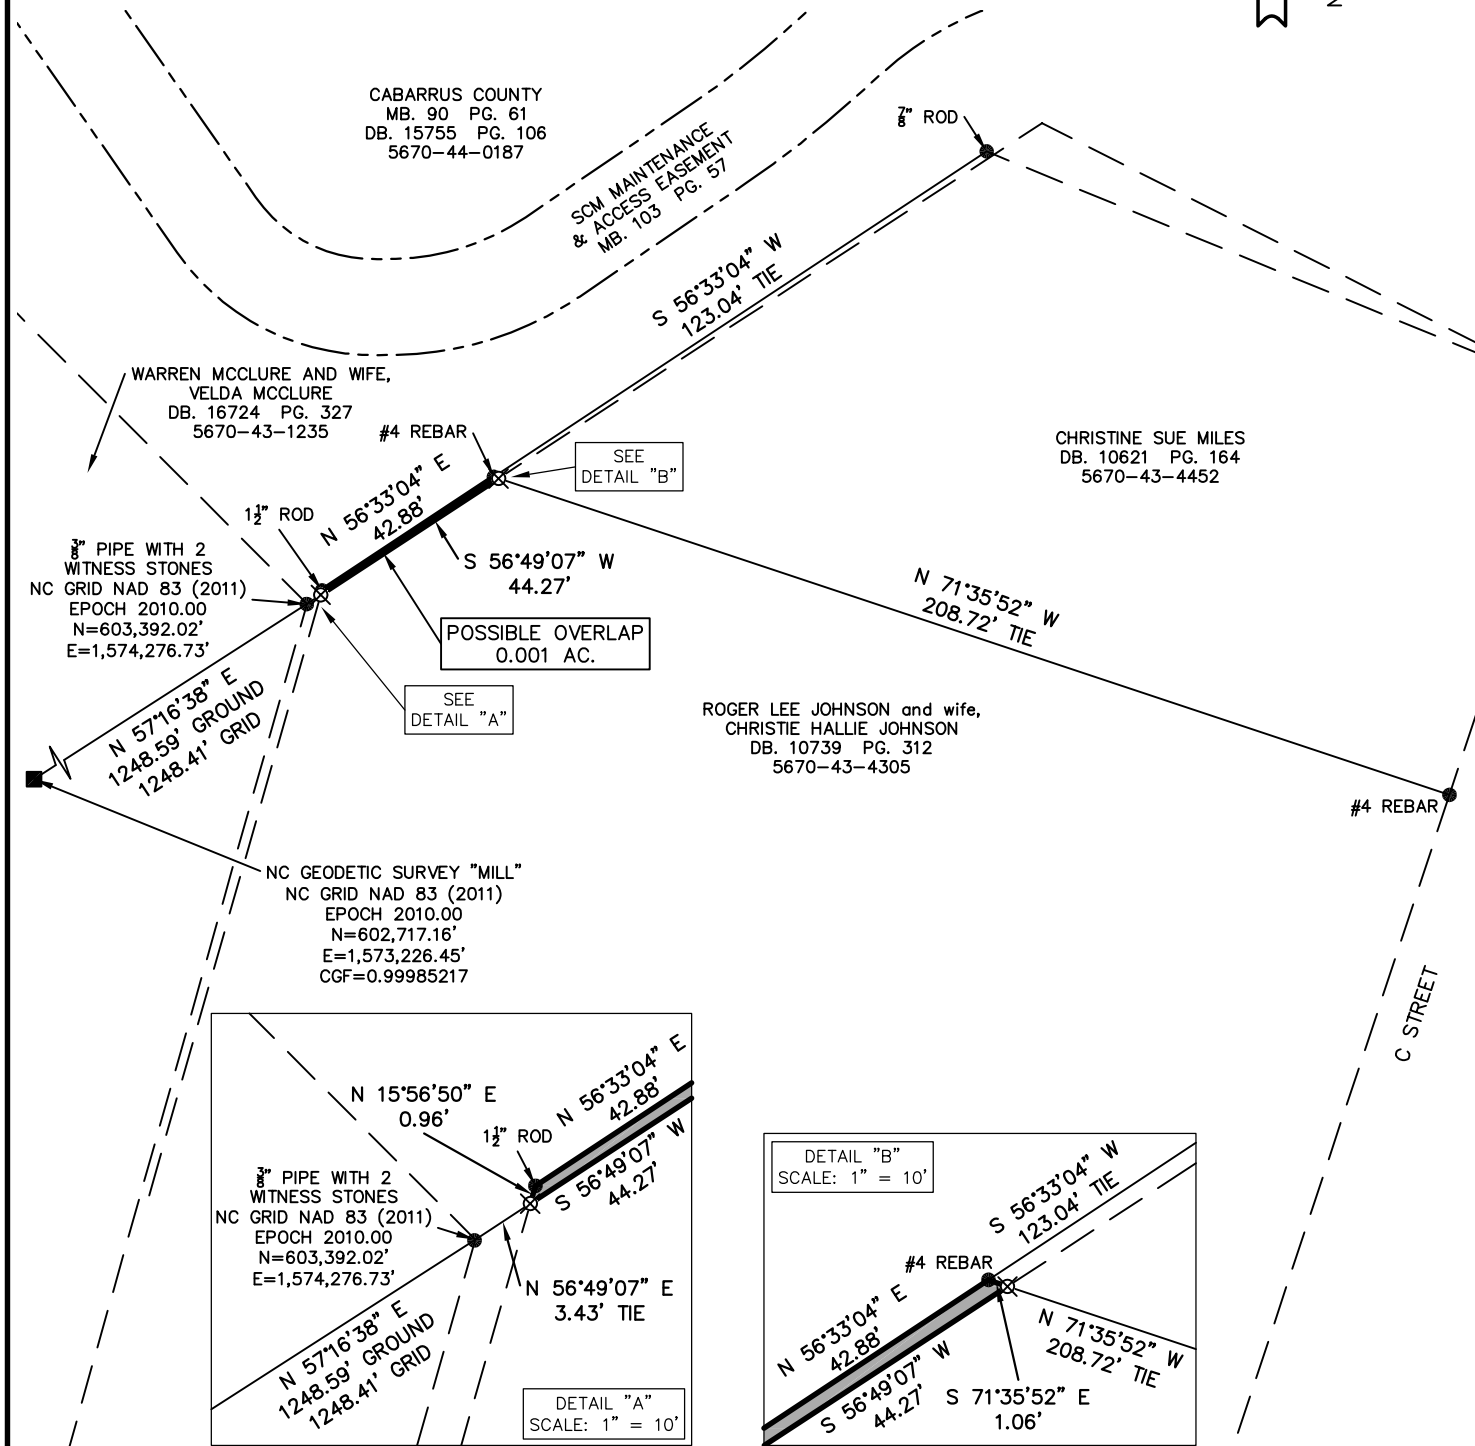 N
CABARRUS COUNTY
MB. 90 PG. 61
DB. 15755 PG. 106
5670-44-0187
SCM MAINTENANCE
& ACCESS EASEMENT
MB. 103 PG. 57
7/8" ROD
S 56°33'04" W
123.04' TIE
WARREN MCCLURE AND WIFE,
VELDA MCCLURE
DB. 16724 PG. 327
5670-43-1235
#4 REBAR
SEE
DETAIL "B"
CHRISTINE SUE MILES
DB. 10621 PG. 164
5670-43-4452
N 56°33'04" E
42.88'
1½" ROD
S 56°49'07" W
44.27'
3/8" PIPE WITH 2
WITNESS STONES
NC GRID NAD 83 (2011)
EPOCH 2010.00
N=603,392.02'
E=1,574,276.73'
POSSIBLE OVERLAP
0.001 AC.
N 71°35'52" W
208.72' TIE
SEE
DETAIL "A"
N 57°16'38" E
1248.59' GROUND
1248.41' GRID
ROGER LEE JOHNSON and wife,
CHRISTIE HALLIE JOHNSON
DB. 10739 PG. 312
5670-43-4305
#4 REBAR
NC GEODETIC SURVEY "MILL"
NC GRID NAD 83 (2011)
EPOCH 2010.00
N=602,717.16'
E=1,573,226.45'
CGF=0.99985217
C STREET
N 15°56'50" E
0.96'
1½" ROD
N 56°33'04" E
42.88'
S 56°49'07" W
44.27'
3/8" PIPE WITH 2
WITNESS STONES
NC GRID NAD 83 (2011)
EPOCH 2010.00
N=603,392.02'
E=1,574,276.73'
N 56°49'07" E
3.43' TIE
N 57°16'38" E
1248.59' GROUND
1248.41' GRID
DETAIL "A"
SCALE: 1" = 10'
DETAIL "B"
SCALE: 1" = 10'
S 56°33'04" W
123.04' TIE
#4 REBAR
N 56°33'04" E
42.88'
S 56°49'07" W
44.27'
N 71°35'52" W
208.72' TIE
S 71°35'52" E
1.06'